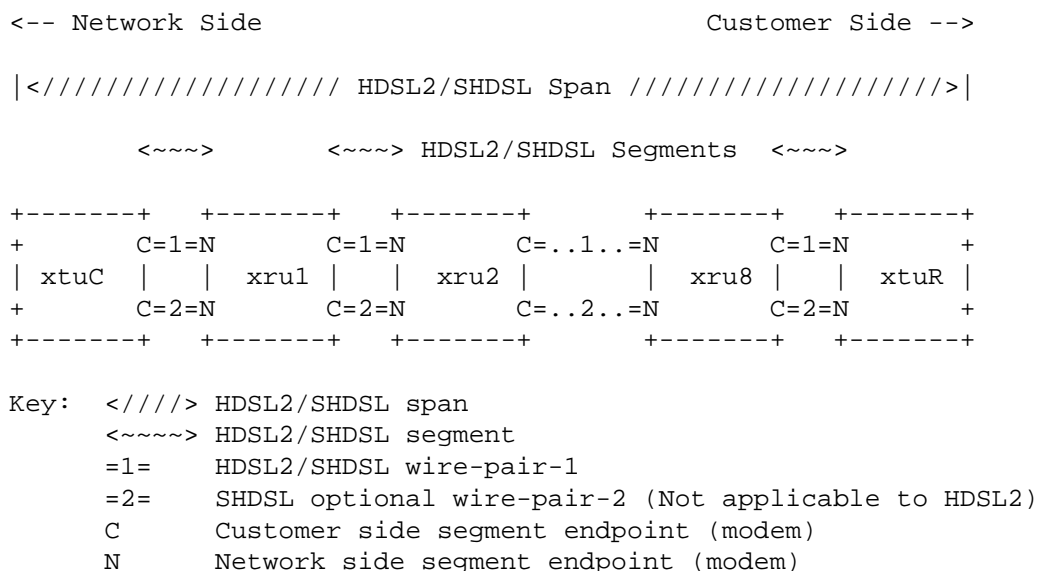 <-- Network Side                            Customer Side -->
|</////////////////// HDSL2/SHDSL Span ////////////////////>|
<~~~>       <~~~> HDSL2/SHDSL Segments  <~~~>
+-------+   +-------+   +-------+       +-------+   +-------+
+       C=1=N       C=1=N       C=..1..=N       C=1=N       +
| xtuC  |   |  xru1 |   |  xru2 |       |  xru8 |   |  xtuR |
+       C=2=N       C=2=N       C=..2..=N       C=2=N       +
+-------+   +-------+   +-------+       +-------+   +-------+
Key:  <////> HDSL2/SHDSL span
<~~~~> HDSL2/SHDSL segment
=1=    HDSL2/SHDSL wire-pair-1
=2=    SHDSL optional wire-pair-2 (Not applicable to HDSL2)
C      Customer side segment endpoint (modem)
N      Network side segment endpoint (modem)